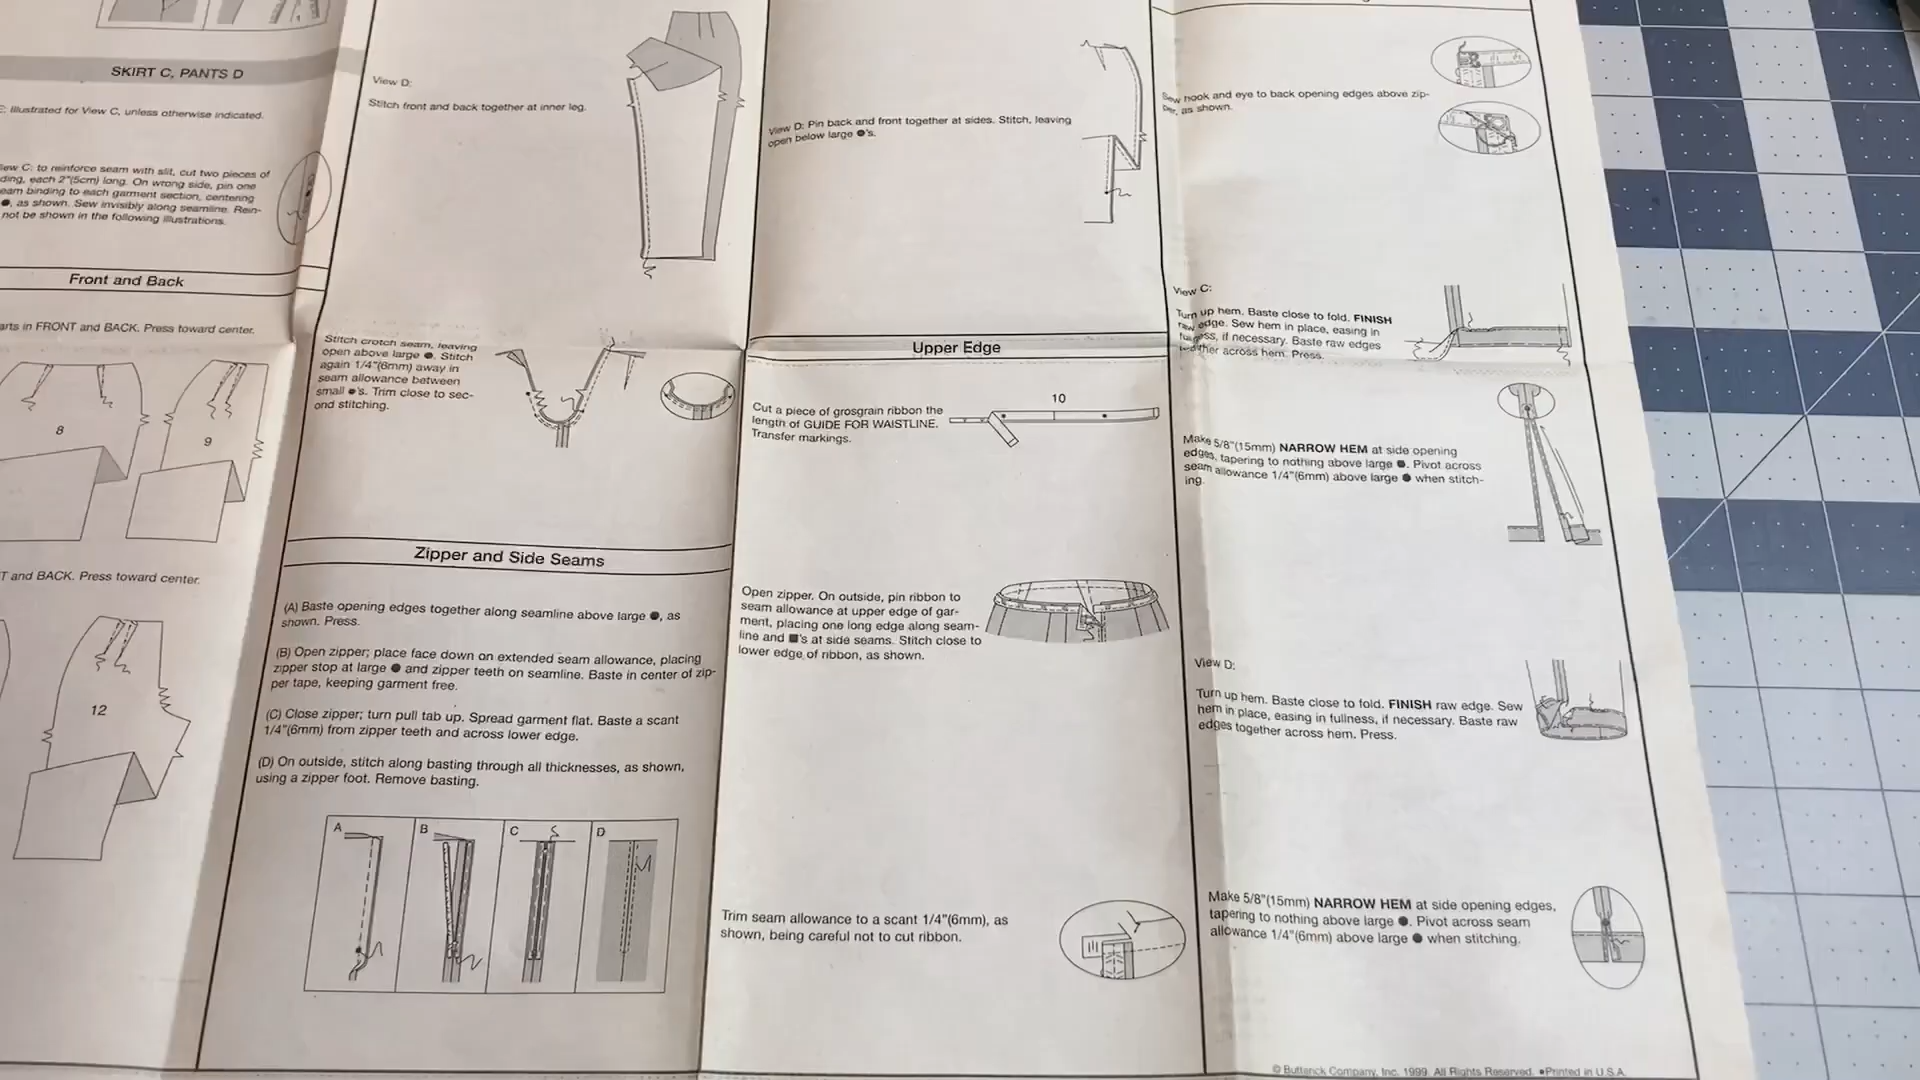 SKIRT C, PANTS D
Illustrated for View C, unless otherwise indicated.
C: to reinforce seam with slit, cut two pieces of
each 2"(5cm) long. On wrong side, pin one
binding to each garment section, centering
●, as shown. Sew invisibly along seamline. Rein-
not be shown in the following illustrations.
Front and Back
in FRONT and BACK. Press toward center.
8
9
and BACK. Press toward center.
12
View D:
Stitch front and back together at inner leg.
Stitch crotch seam, leaving
open above large ●. Stitch
again 1/4"(6mm) away in
seam allowance between
small ●'s. Trim close to sec-
ond stitching.
Zipper and Side Seams
(A) Baste opening edges together along seamline above large ●, as
shown. Press.
(B) Open zipper; place face down on extended seam allowance, placing
zipper stop at large ● and zipper teeth on seamline. Baste in center of zip-
per tape, keeping garment free.
(C) Close zipper; turn pull tab up. Spread garment flat. Baste a scant
1/4"(6mm) from zipper teeth and across lower edge.
(D) On outside, stitch along basting through all thicknesses, as shown,
using a zipper foot. Remove basting.
A B C D
View D: Pin back and front together at sides. Stitch, leaving
open below large ●'s.
Upper Edge
Cut a piece of grosgrain ribbon the
length of GUIDE FOR WAISTLINE.
Transfer markings.
10
Open zipper. On outside, pin ribbon to
seam allowance at upper edge of gar-
ment, placing one long edge along seam-
line and ■'s at side seams. Stitch close to
lower edge of ribbon, as shown.
Trim seam allowance to a scant 1/4"(6mm), as
shown, being careful not to cut ribbon.
Sew hook and eye to back opening edges above zip-
per, as shown.
View C:
Turn up hem. Baste close to fold. FINISH
raw edge. Sew hem in place, easing in
fullness, if necessary. Baste raw edges
together across hem. Press.
Make 5/8"(15mm) NARROW HEM at side opening
edges, tapering to nothing above large ●. Pivot across
seam allowance 1/4"(6mm) above large ● when stitch-
ing.
View D:
Turn up hem. Baste close to fold. FINISH raw edge. Sew
hem in place, easing in fullness, if necessary. Baste raw
edges together across hem. Press.
Make 5/8"(15mm) NARROW HEM at side opening edges,
tapering to nothing above large ●. Pivot across seam
allowance 1/4"(6mm) above large ● when stitching.
© Butterick Company, Inc. 1999. All Rights Reserved. ●Printed in U.S.A.